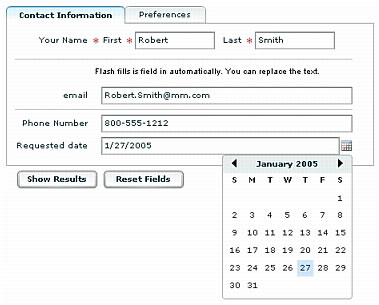 Contact Information Preferences
Your Name * First * Robert Last * Smith
Flash fills is field in automatically. You can replace the text.
email Robert.Smith@mm.com
Phone Number 800-555-1212
Requested date 1/27/2005
January 2005
S M T W T F S
1
2 3 4 5 6 7 8
9 10 11 12 13 14 15
16 17 18 19 20 21 22
23 24 25 26 27 28 29
30 31
Show Results Reset Fields